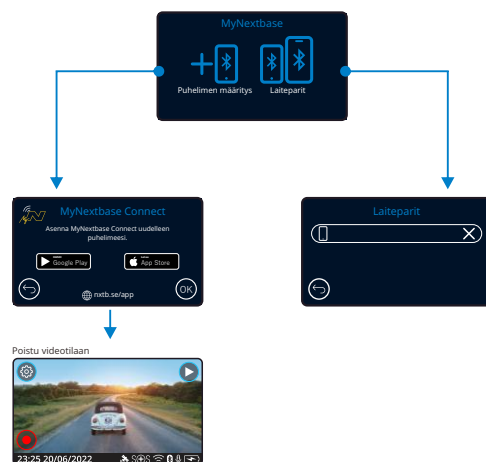 MyNextbase
Puhelimen määritys
Laiteparit
MyNextbase Connect
Asenna MyNextbase Connect uudelleen
puhelimeesi.
Google Play
App Store
nxtb.se/app
OK
Laiteparit
Poistu videotilaan
23:25 20/06/2022
SOS